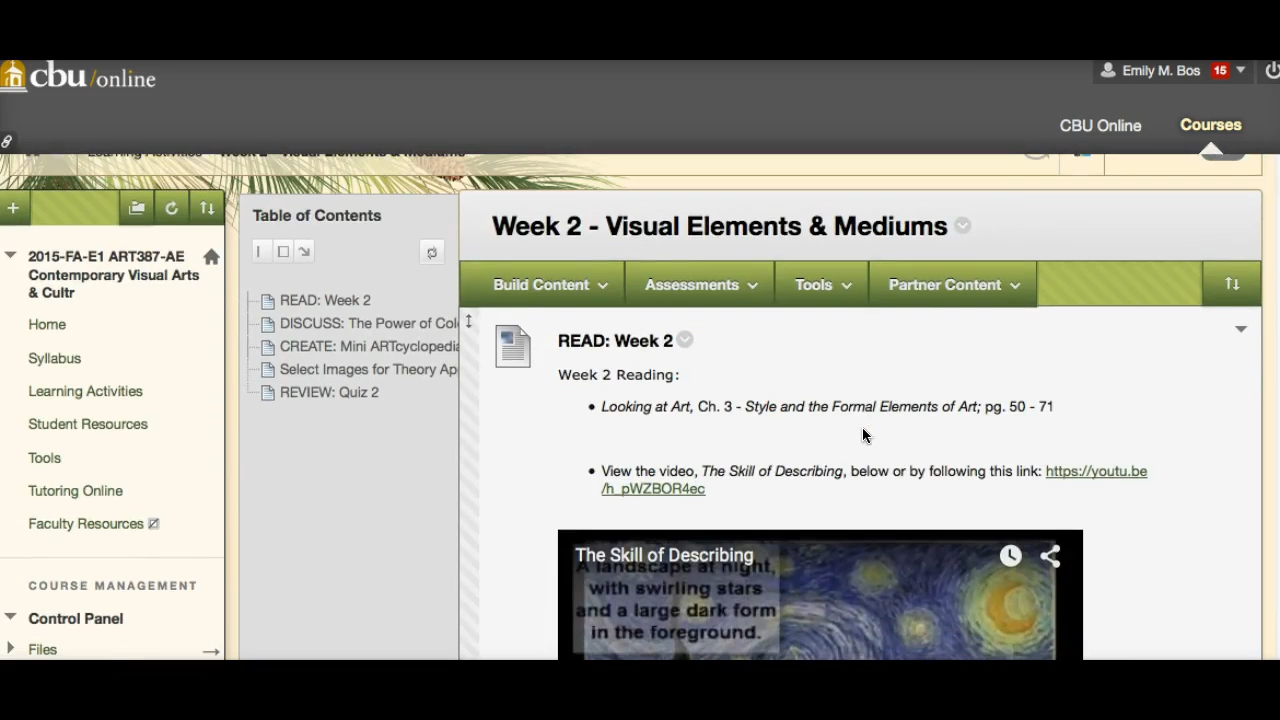 cbu/online
Emily M. Bos 15
CBU Online Courses
Table of Contents
Week 2 - Visual Elements & Mediums
Build Content Assessments Tools Partner Content
2015-FA-E1 ART387-AE
Contemporary Visual Arts
& Cultr
Home
Syllabus
Learning Activities
Student Resources
Tools
Tutoring Online
Faculty Resources
COURSE MANAGEMENT
Control Panel
Files
READ: Week 2
DISCUSS: The Power of Col
CREATE: Mini ARTcyclopedia
Select Images for Theory Ap
REVIEW: Quiz 2
READ: Week 2
Week 2 Reading:
• Looking at Art, Ch. 3 - Style and the Formal Elements of Art; pg. 50 - 71
• View the video, The Skill of Describing, below or by following this link: https://youtu.be
/h_pWZBOR4ec
The Skill of Describing
A landscape at night,
with swirling stars
and a large dark form
in the foreground.